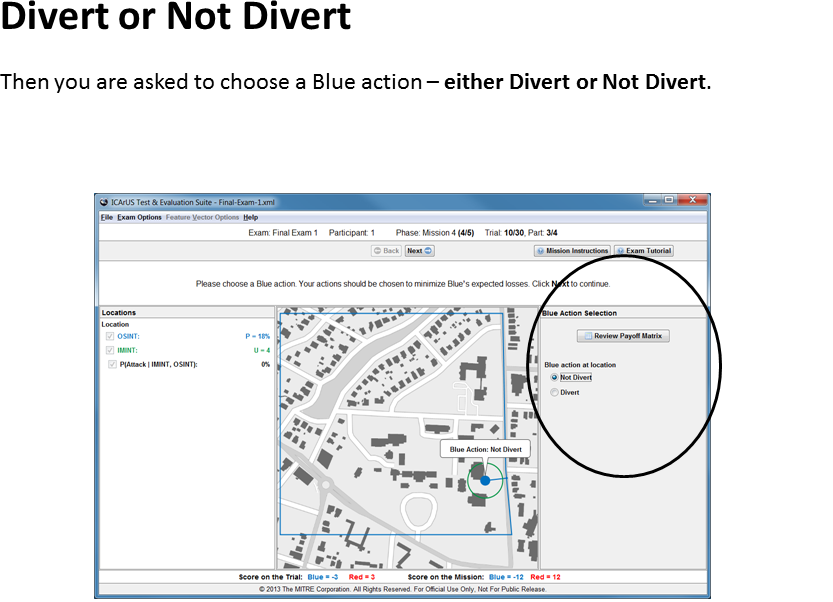 Divert or Not Divert
Then you are asked to choose a Blue action – either Divert or Not Divert.
ICArUS Test & Evaluation Suite - Final-Exam-1.xml
File Exam Options Feature Vector Options Help
Exam: Final Exam 1 Participant: 1 Phase: Mission 4 (4/5) Trial: 10/30, Part: 3/4
Back Next Mission Instructions Exam Tutorial
Please choose a Blue action. Your actions should be chosen to minimize Blue"s expected losses. Click Next to continue.
Locations
Location
OSINT: P = 18%
IMINT: U = 4
P(Attack | IMINT, OSINT): 0%
Blue Action: Not Divert
Blue Action Selection
Review Payoff Matrix
Blue action at location
Not Divert
Divert
Score on the Trial: Blue = -3 Red = 3 Score on the Mission: Blue = -12 Red = 12
© 2013 The MITRE Corporation. All Rights Reserved. For Official Use Only, Not For Public Release.